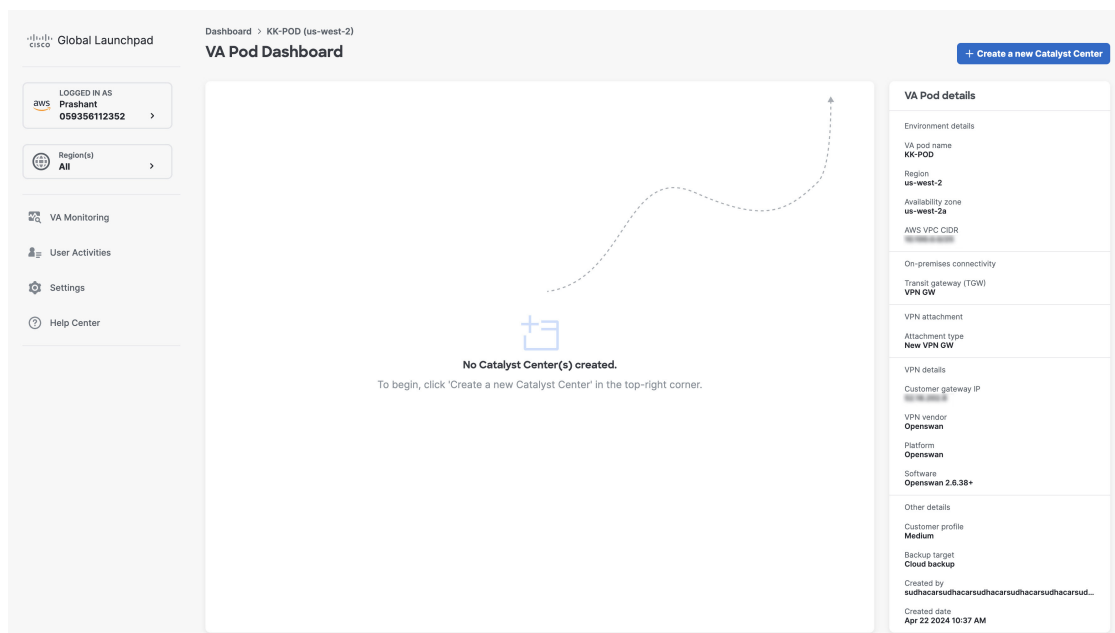 Dashboard > KK-POD (us-west-2)
CISCO Global Launchpad
VA Pod Dashboard
+ Create a new Catalyst Center
aws
LOGGED IN AS
Prashant
059356112352 >
Region(s)
All >
VA Monitoring
User Activities
Settings
? Help Center
No Catalyst Center(s) created.
To begin, click 'Create a new Catalyst Center' in the top-right corner.
VA Pod details
Environment details
VA pod name
KK-POD
Region
us-west-2
Availability zone
us-west-2a
AWS VPC CIDR
On-premises connectivity
Transit gateway (TGW)
VPN GW
VPN attachment
Attachment type
New VPN GW
VPN details
Customer gateway IP
VPN vendor
Openswan
Platform
Openswan
Software
Openswan 2.6.38+
Other details
Customer profile
Medium
Backup target
Cloud backup
Created by
sudhacarsudhacarsudhacarsudhacarsudhacarsud...
Created date
Apr 22 2024 10:37 AM